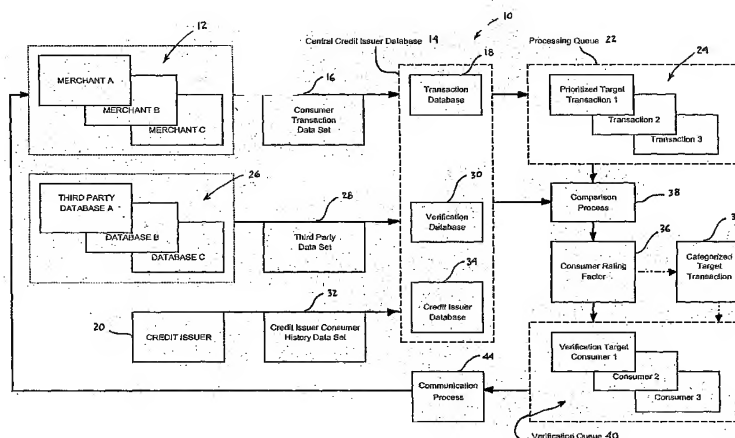 10
Central Credit Issuer Database 14
Processing Queue 22
12
MERCHANT A
MERCHANT B
MERCHANT C
16
Consumer
Transaction
Data Set
18
Transaction
Database
24
Prioritized Target
Transaction 1
Transaction 2
Transaction 3
26
THIRD PARTY
DATABASE A
DATABASE B
DATABASE C
28
Third Party
Data Set
30
Verification
Database
Comparison
Process
38
36
Consumer Rating
Factor
Categorized
Target
Transaction
20
CREDIT ISSUER
32
Credit Issuer Consumer
History Data Set
34
Credit Issuer
Database
44
Communication
Process
Verification Target
Consumer 1
Consumer 2
Consumer 3
Verification Queue 40